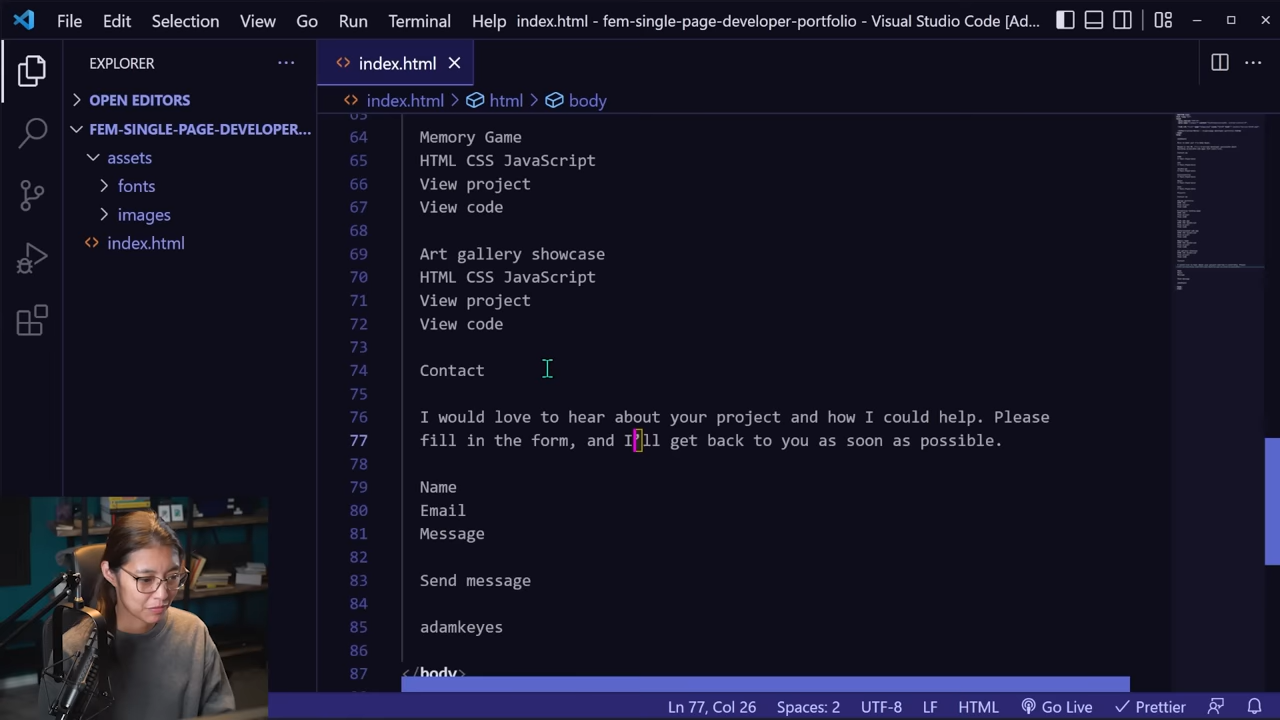 File Edit Selection View Go Run Terminal Help index.html - fem-single-page-developer-portfolio - Visual Studio Code [Ad...
EXPLORER
OPEN EDITORS
FEM-SINGLE-PAGE-DEVELOPER...
assets
fonts
images
index.html
index.html
index.html > html > body
64 Memory Game
65 HTML CSS JavaScript
66 View project
67 View code
68
69 Art gallery showcase
70 HTML CSS JavaScript
71 View project
72 View code
73
74 Contact
75
76 I would love to hear about your project and how I could help. Please
77 fill in the form, and I’ll get back to you as soon as possible.
78
79 Name
80 Email
81 Message
82
83 Send message
84
85 adamkeyes
86
87 </body>
Ln 77, Col 26 Spaces: 2 UTF-8 LF HTML Go Live Prettier